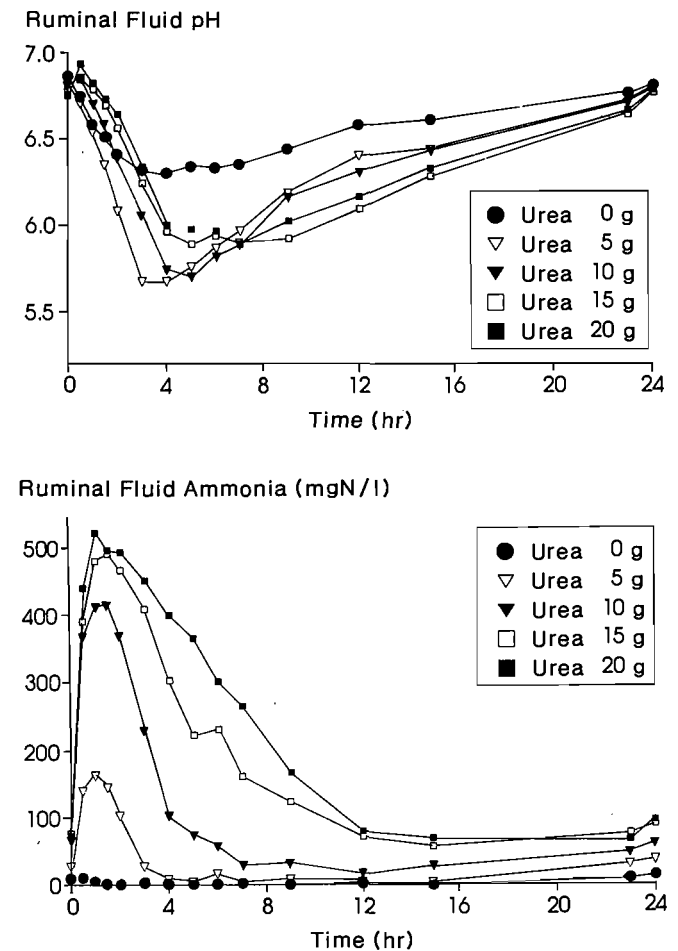 Ruminal Fluid pH
7.0
6.5
6.0
5.5
Urea 0 g
Urea 5 g
Urea 10 g
Urea 15 g
Urea 20 g
0 4 8 12 16 20 24
Time (hr)
Ruminal Fluid Ammonia (mgN/l)
500
400
300
200
100
0
Urea 0 g
Urea 5 g
Urea 10 g
Urea 15 g
Urea 20 g
0 4 8 12 16 20 24
Time (hr)